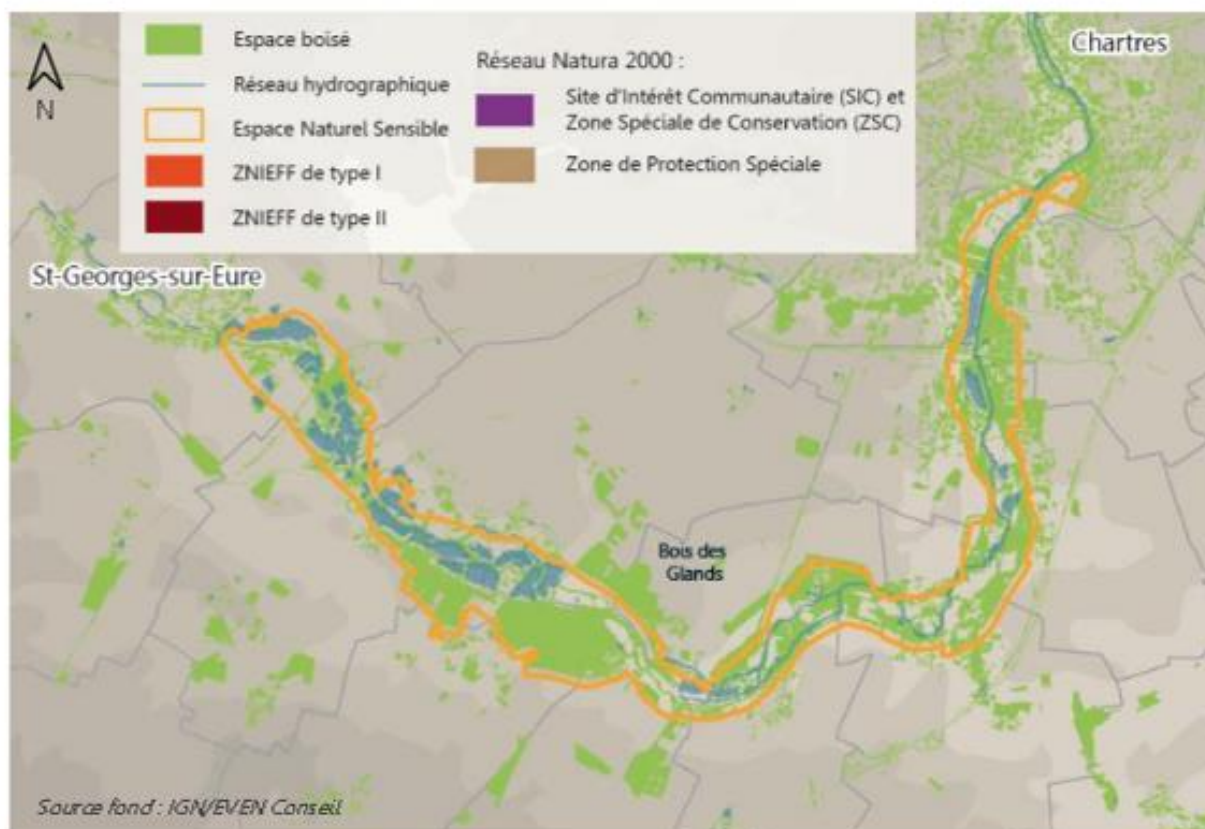 Espace boisé
Réseau hydrographique
Espace Naturel Sensible
ZNIEFF de type I
ZNIEFF de type II
Réseau Natura 2000 :
Site d'Intérêt Communautaire (SIC) et
Zone Spéciale de Conservation (ZSC)
Zone de Protection Spéciale
N
Chartres
St-Georges-sur-Eure
Bois des
Glands
Source fond : IGN/EVEN Conseil